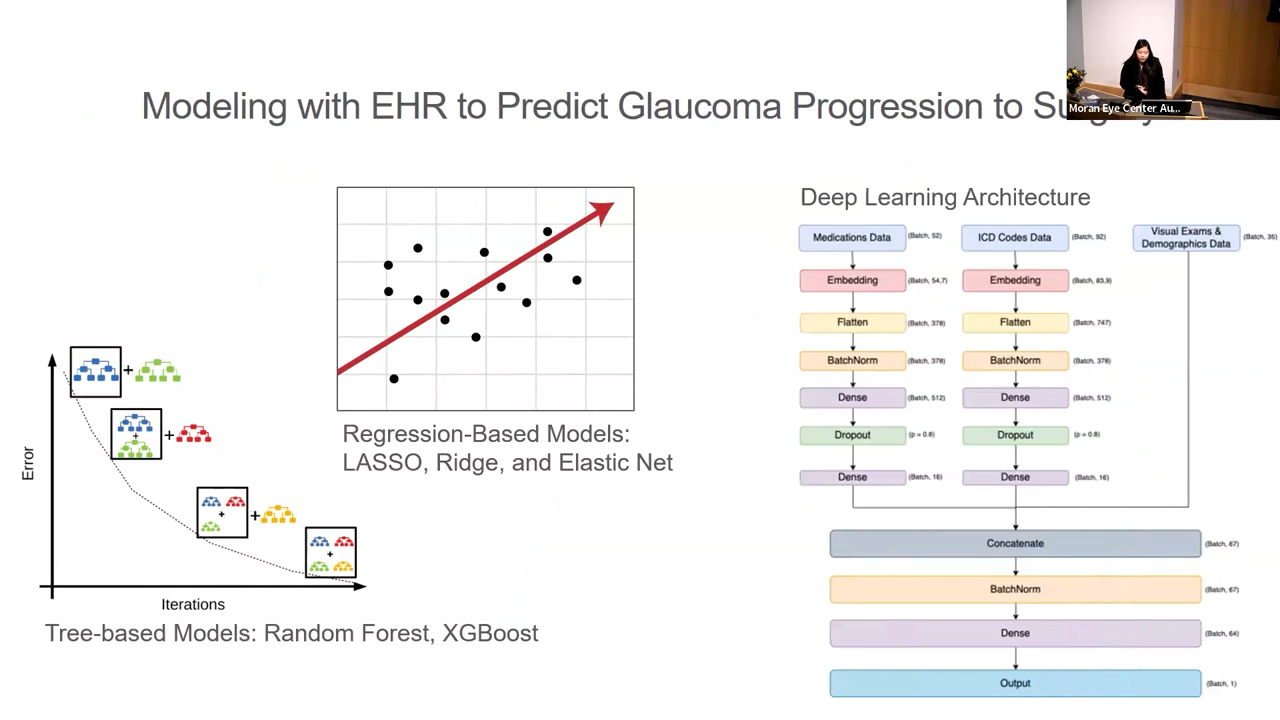 Modeling with EHR to Predict Glaucoma Progression to
Moran Eye Center Au...
Deep Learning Architecture
Medications Data
(Batch, 52)
ICD Codes Data
(Batch, 92)
Visual Exams &
Demographics Data
(Batch, 35)
Embedding
(Batch, 54,7)
Embedding
(Batch, 83,9)
Flatten
(Batch, 378)
Flatten
(Batch, 747)
BatchNorm
(Batch, 378)
BatchNorm
(Batch, 378)
Dense
(Batch, 512)
Dense
(Batch, 512)
Dropout
(p = 0.8)
Dropout
(p = 0.8)
Dense
(Batch, 16)
Dense
(Batch, 16)
Concatenate
(Batch, 67)
BatchNorm
(Batch, 67)
Dense
(Batch, 64)
Output
(Batch, 1)
Regression-Based Models:
LASSO, Ridge, and Elastic Net
Error
+
+
+
+
+
+
Iterations
Tree-based Models: Random Forest, XGBoost